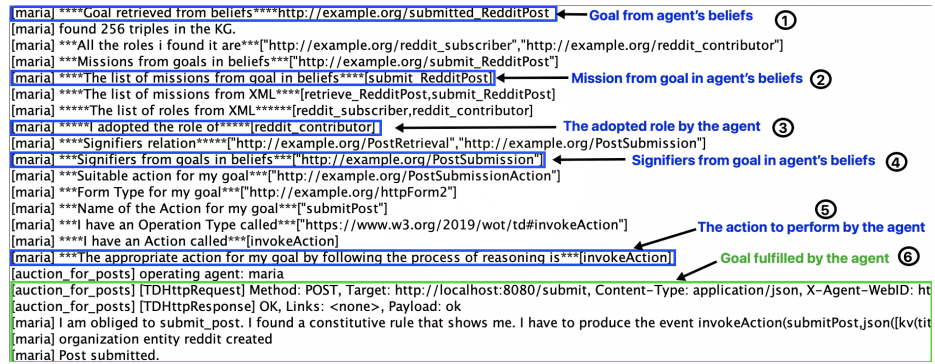 [maria] ****Goal retrieved from beliefs****http://example.org/submitted_RedditPost
Goal from agent's beliefs
1
[maria] found 256 triples in the KG.
[maria] ***All the roles i found it are***["http://example.org/reddit_subscriber","http://example.org/reddit_contributor"]
[maria] ***Missions from goals in beliefs***["http://example.org/submit_RedditPost"]
[maria] ****The list of missions from goal in beliefs****[submit_RedditPost]
Mission from goal in agent's beliefs
2
[maria] ****The list of missions from XML****[retrieve_RedditPost,submit_RedditPost]
[maria] *****The list of roles from XML******[reddit_subscriber,reddit_contributor]
[maria] *****I adopted the role of*****[reddit_contributor]
The adopted role by the agent
3
[maria] ****Signifiers relation*****["http://example.org/PostRetrieval","http://example.org/PostSubmission"]
[maria] ****Signifiers from goals in beliefs***["http://example.org/PostSubmission"]
Signifiers from goal in agent's beliefs
4
[maria] ***Suitable action for my goal***["http://example.org/PostSubmissionAction"]
[maria] ***Form Type for my goal***["http://example.org/httpForm2"]
[maria] ***Name of the Action for my goal***["submitPost"]
5
[maria] ***I have an Operation Type called***["https://www.w3.org/2019/wot/td#invokeAction"]
The action to perform by the agent
[maria] ****I have an Action called***[invokeAction]
[maria] ***The appropriate action for my goal by following the process of reasoning is***[invokeAction]
Goal fulfilled by the agent
6
[auction_for_posts] operating agent: maria
[auction_for_posts] [TDHttpRequest] Method: POST, Target: http://localhost:8080/submit, Content-Type: application/json, X-Agent-WebID: ht
[auction_for_posts] [TDHttpResponse] OK, Links: <none>, Payload: ok
[maria] I am obliged to submit_post. I found a constitutive rule that shows me. I have to produce the event invokeAction(submitPost,json([kv(tit
[maria] organization entity reddit created
[maria] Post submitted.